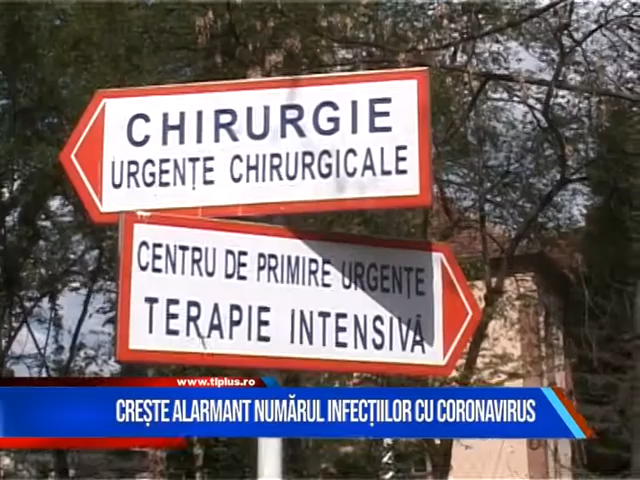 CHIRURGIE
URGENȚE CHIRURGICALE
CENTRU DE PRIMIRE URGENȚE
TERAPIE INTENSIVĂ
www.tlplus.ro
CREȘTE ALARMANT NUMĂRUL INFECȚIILOR CU CORONAVIRUS